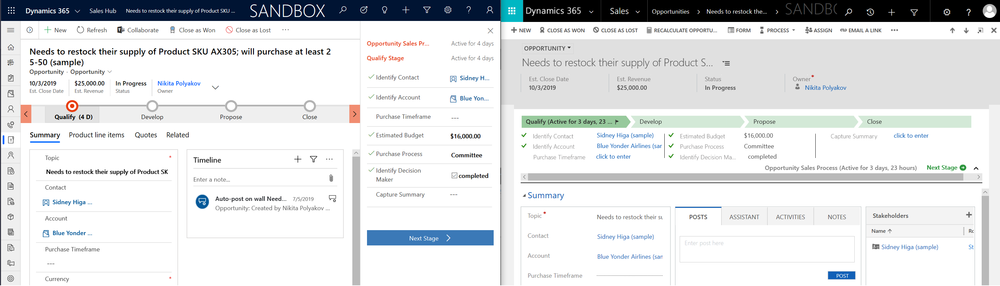 Dynamics 365
Sales Hub
Needs to restock their supply of Product SKU ...
SANDBOX
New
Refresh
Collaborate
Close as Won
Close as Lost
...
Needs to restock their supply of Product SKU AX305; will purchase at least 2
5-50 (sample)
Opportunity · Opportunity
10/3/2019
Est. Close Date
$25,000.00
Est. Revenue
In Progress
Status
Nikita Polyakov
Owner
Qualify (4 D)
Develop
Propose
Close
Summary
Product line items
Quotes
Related
Topic *
Needs to restock their supply of Product SK
Contact
Sidney Higa ...
Account
Blue Yonder ...
Purchase Timeframe
---
Currency *
Timeline
...
Enter a note...
Auto-post on wall Need...
7/5/2019
Opportunity: Created by Nikita Polyakov ...
Opportunity Sales Pr...
Active for 4 days
Qualify Stage
Active for 4 days
Identify Contact
Sidney H...
Identify Account
Blue Yon...
Purchase Timeframe
---
Estimated Budget
$16,000.00
Purchase Process
Committee
Identify Decision
Maker
completed
Capture Summary
---
Next Stage
Dynamics 365
Sales
Opportunities
Needs to restock the...
SANDBO
NEW
CLOSE AS WON
CLOSE AS LOST
RECALCULATE OPPORTU...
FORM
PROCESS
ASSIGN
EMAIL A LINK
...
OPPORTUNITY
Needs to restock their supply of Product S...
Est. Close Date
10/3/2019
Est. Revenue
$25,000.00
Status
In Progress
Owner *
Nikita Polyakov
Qualify (Active for 3 days, 23 ...
Develop
Propose
Close
Identify Contact
Sidney Higa (sample)
Identify Account
Blue Yonder Airlines (sar
Purchase Timeframe
click to enter
Estimated Budget
$16,000.00
Purchase Process
Committee
Identify Decision Ma...
completed
Capture Summary
click to enter
Opportunity Sales Process (Active for 3 days, 23 hours)
Next Stage
Summary
Topic *
Needs to restock their su
Contact
Sidney Higa (sample)
Account
Blue Yonder Airlines (san
Purchase Timeframe
POSTS
ASSISTANT
ACTIVITIES
NOTES
Enter post here
POST
Stakeholders
Name
Ro
Sidney Higa (sample)
St